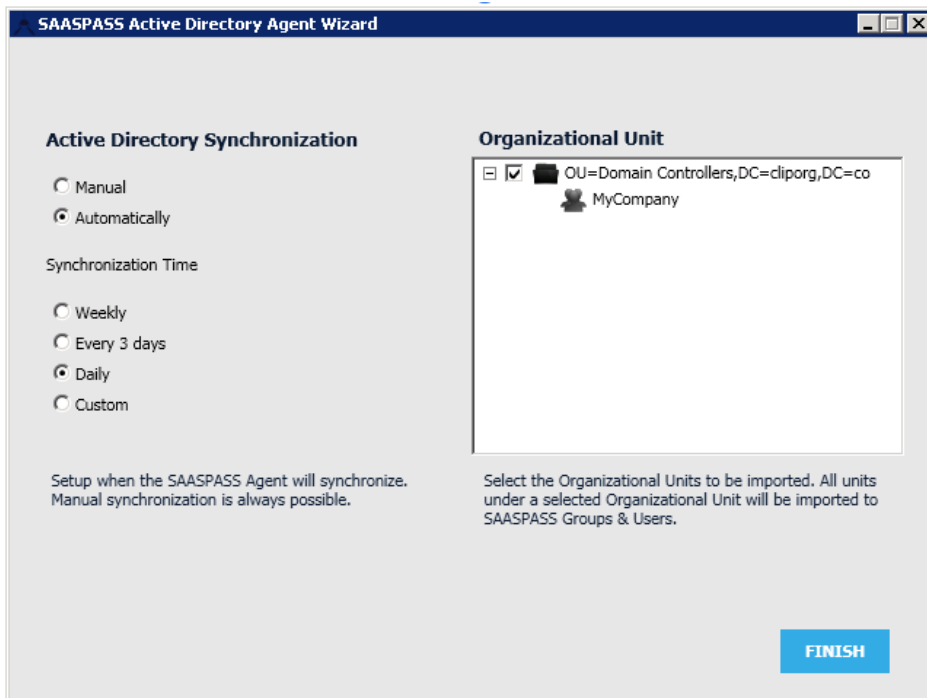 SAASPASS Active Directory Agent Wizard
Active Directory Synchronization
Manual
Automatically
Synchronization Time
Weekly
Every 3 days
Daily
Custom
Setup when the SAASPASS Agent will synchronize.
Manual synchronization is always possible.
Organizational Unit
OU=Domain Controllers,DC=cliporg,DC=co
MyCompany
Select the Organizational Units to be imported. All units
under a selected Organizational Unit will be imported to
SAASPASS Groups & Users.
FINISH